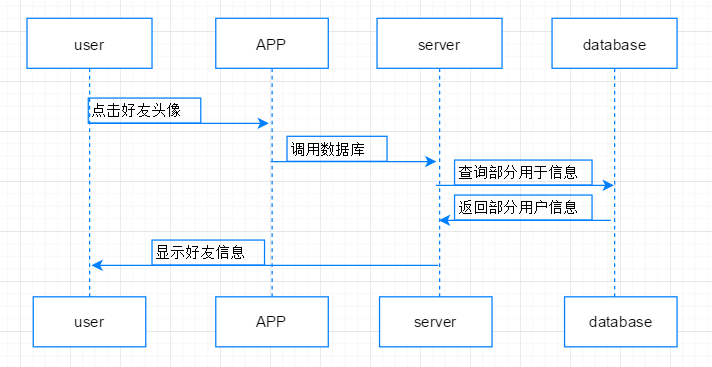 user
APP
server
database
点击好友头像
调用数据库
查询部分用于信息
返回部分用户信息
显示好友信息
user
APP
server
database